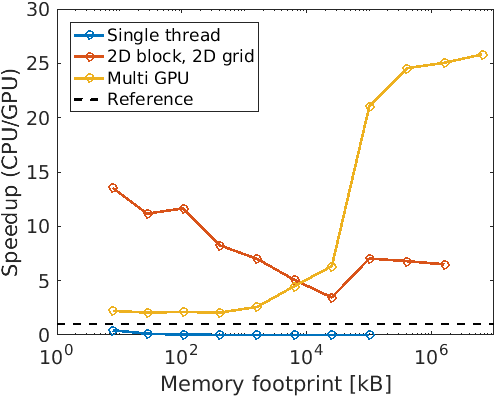 Speedup (CPU/GPU)
30
25
20
15
10
5
0
Single thread
2D block, 2D grid
Multi GPU
Reference
10^0
10^2
10^4
10^6
Memory footprint [kB]